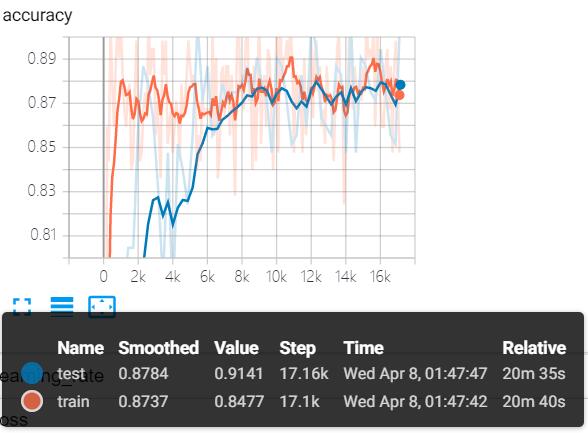 accuracy
0.89
0.87
0.85
0.83
0.81
0 2k 4k 6k 8k 10k 12k 14k 16k
Name Smoothed Value Step Time Relative
test 0.8784 0.9141 17.16k Wed Apr 8, 01:47:47 20m 35s
train 0.8737 0.8477 17.1k Wed Apr 8, 01:47:42 20m 40s